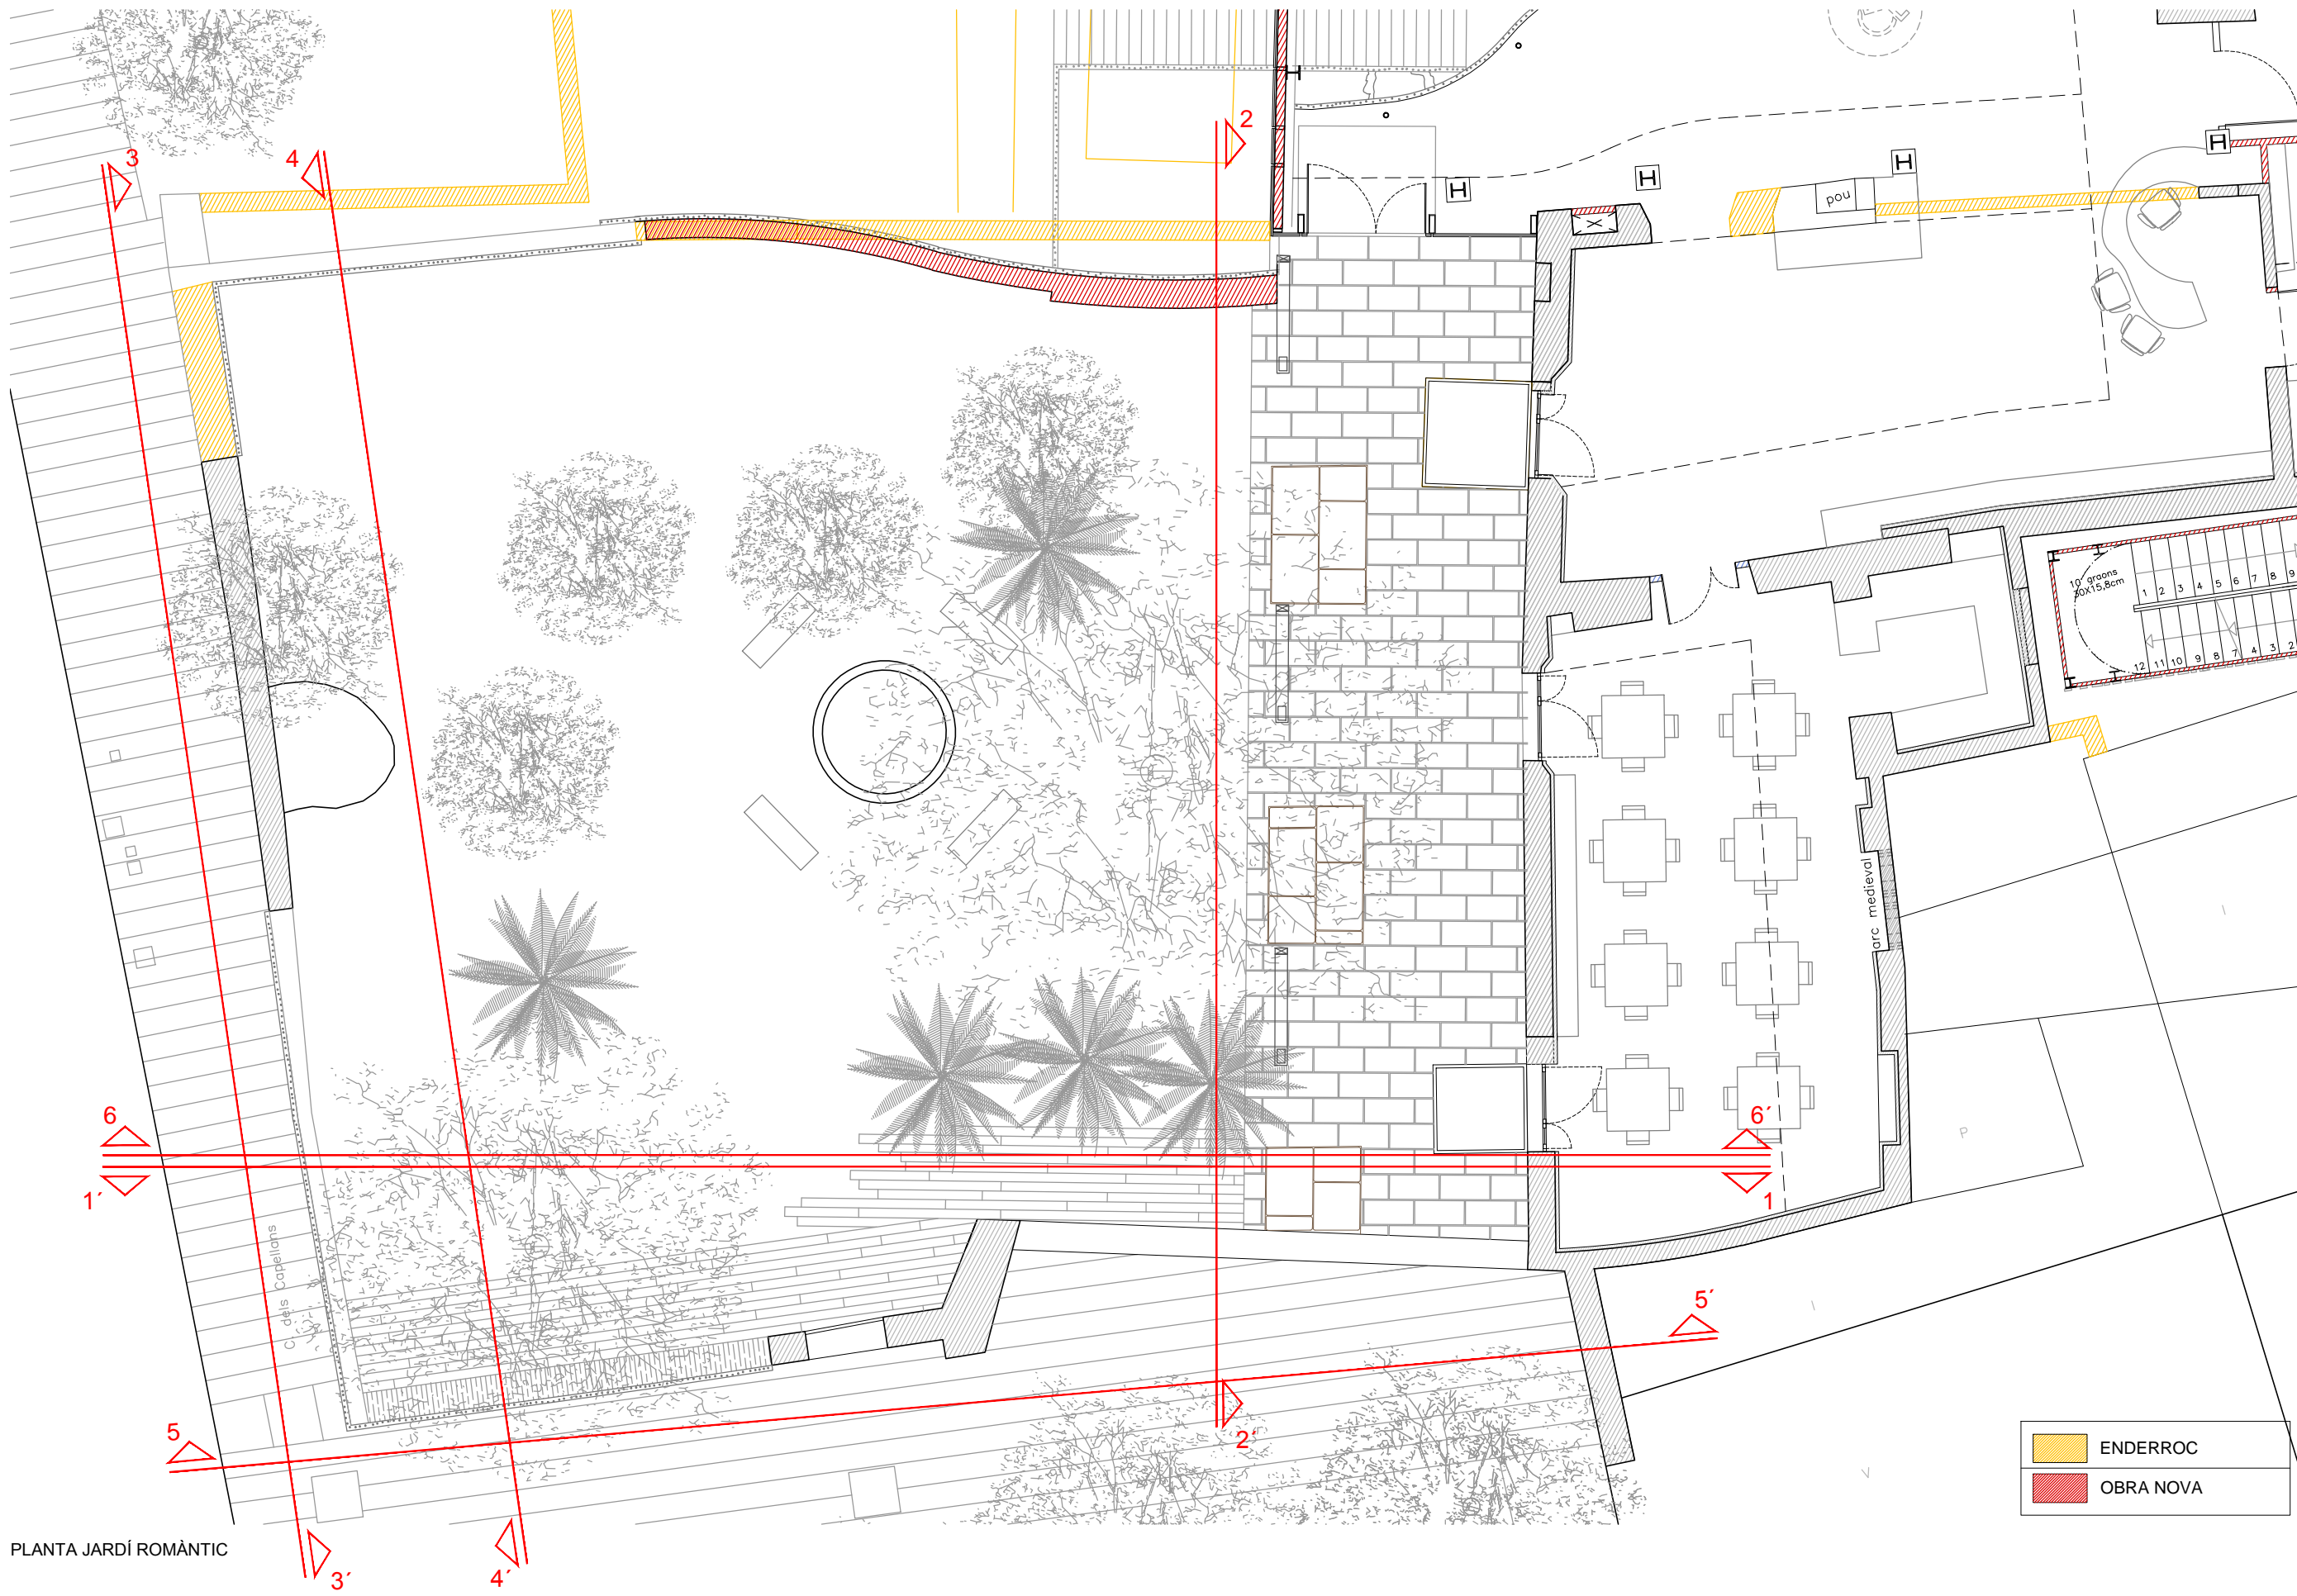 2
3
4
H
H
H
H
H
pou
10 graons
30X15,8cm
1 2 3 4 5 6 7 8 9
12 11 10 9 8 7 4 3 2
arc medieval
I
P
I
V
6
6´
1´
1
C dels Capellans
5´
5
2´
ENDERROC
OBRA NOVA
PLANTA JARDÍ ROMÀNTIC
3´
4´